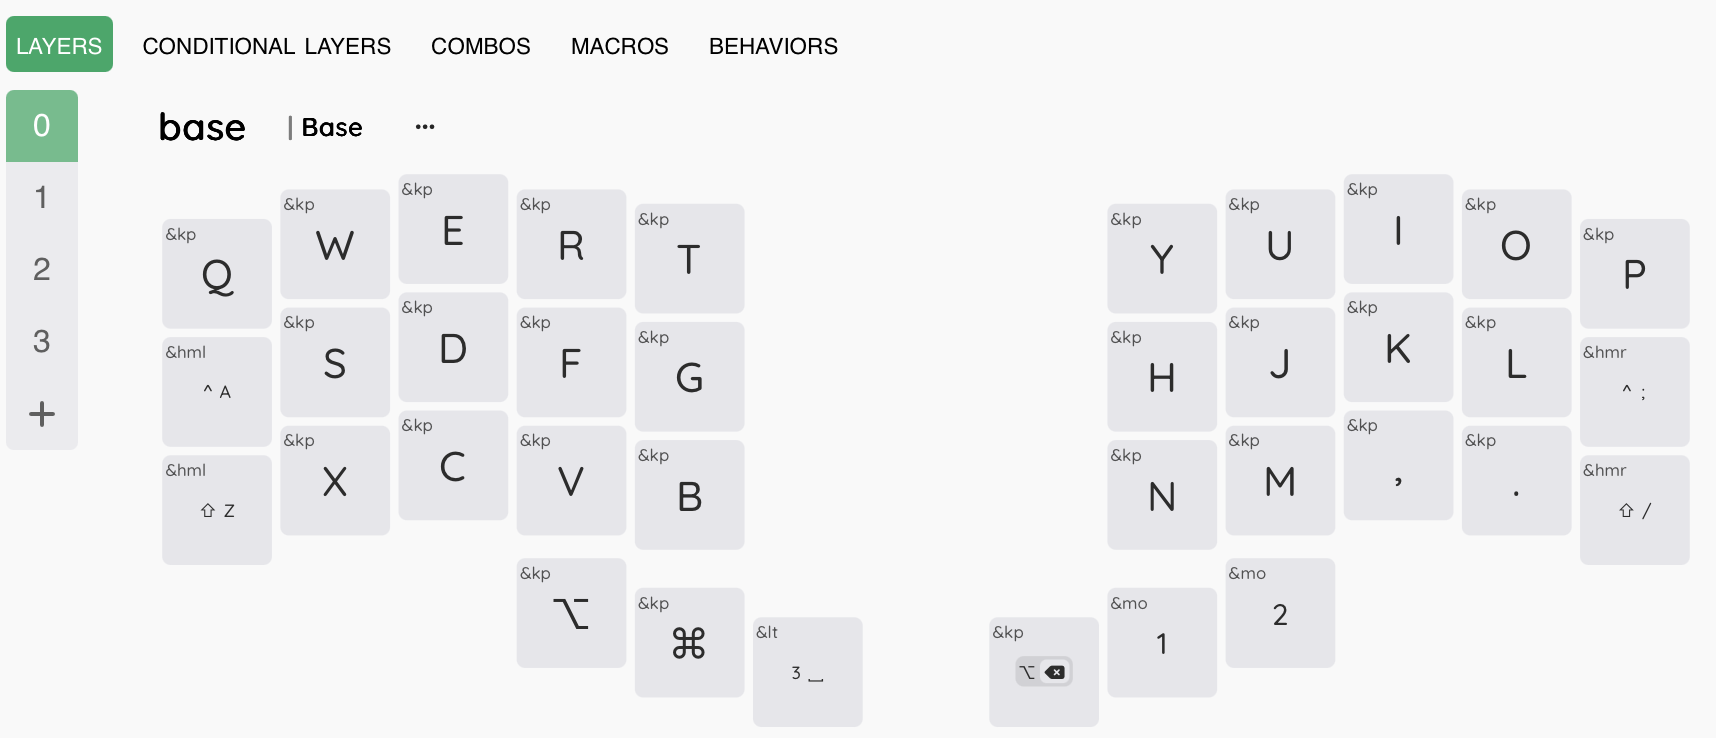 LAYERS CONDITIONAL LAYERS COMBOS MACROS BEHAVIORS
0
1
2
3
+
base | Base ···
&kp Q &kp W &kp E &kp R &kp T &kp Y &kp U &kp I &kp O &kp P
&hml ^ A &kp S &kp D &kp F &kp G &kp H &kp J &kp K &kp L &hmr ^ ;
&hml ⇧ Z &kp X &kp C &kp V &kp B &kp N &kp M &kp , &kp . &hmr ⇧ /
&kp ⌥ &kp ⌘ &lt 3 ⎵ &kp ⌥ ⌫ &mo 1 &mo 2